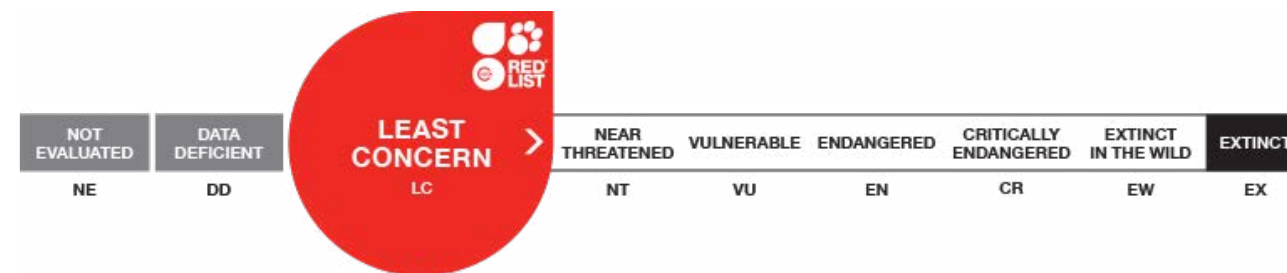 RED
LIST
NOT
EVALUATED
DATA
DEFICIENT
LEAST
CONCERN
NEAR
THREATENED
VULNERABLE
ENDANGERED
CRITICALLY
ENDANGERED
EXTINCT
IN THE WILD
EXTINCT
NE
DD
LC
NT
VU
EN
CR
EW
EX